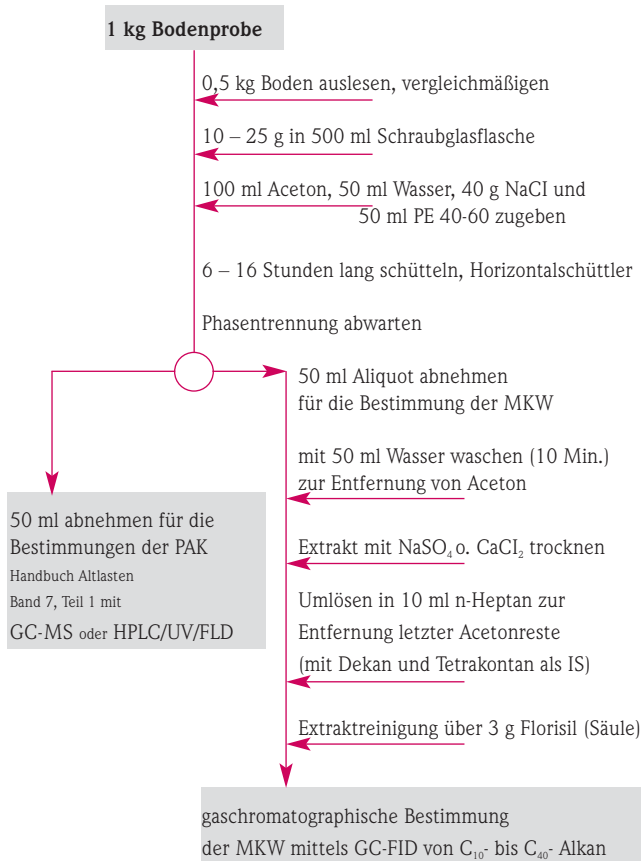 1 kg Bodenprobe
0,5 kg Boden auslesen, vergleichmäßigen
10 – 25 g in 500 ml Schraubglasflasche
100 ml Aceton, 50 ml Wasser, 40 g NaCI und
50 ml PE 40-60 zugeben
6 – 16 Stunden lang schütteln, Horizontalschüttler
Phasentrennung abwarten
50 ml Aliquot abnehmen
für die Bestimmung der MKW
mit 50 ml Wasser waschen (10 Min.)
zur Entfernung von Aceton
50 ml abnehmen für die
Bestimmungen der PAK
Handbuch Altlasten
Band 7, Teil 1 mit
GC-MS oder HPLC/UV/FLD
Extrakt mit NaSO₄ o. CaCI₂ trocknen
Umlösen in 10 ml n-Heptan zur
Entfernung letzter Acetonreste
(mit Dekan und Tetrakontan als IS)
Extraktreinigung über 3 g Florisil (Säule)
gaschromatographische Bestimmung
der MKW mittels GC-FID von C₁₀- bis C₄₀- Alkan